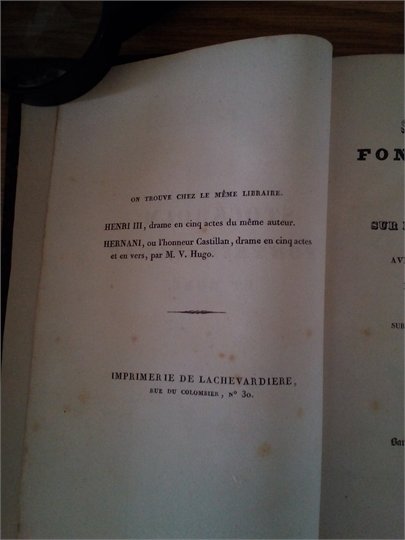 ON TROUVE CHEZ LE MÊME LIBRAIRE.
HENRI III, drame en cinq actes du même auteur.
HERNANI, ou l'honneur Castillan, drame en cinq actes
et en vers, par M. V. Hugo.
IMPRIMERIE DE LACHEVARDIERE,
RUE DU COLOMBIER, Nº 30.
FON
SUR
AV
SUB